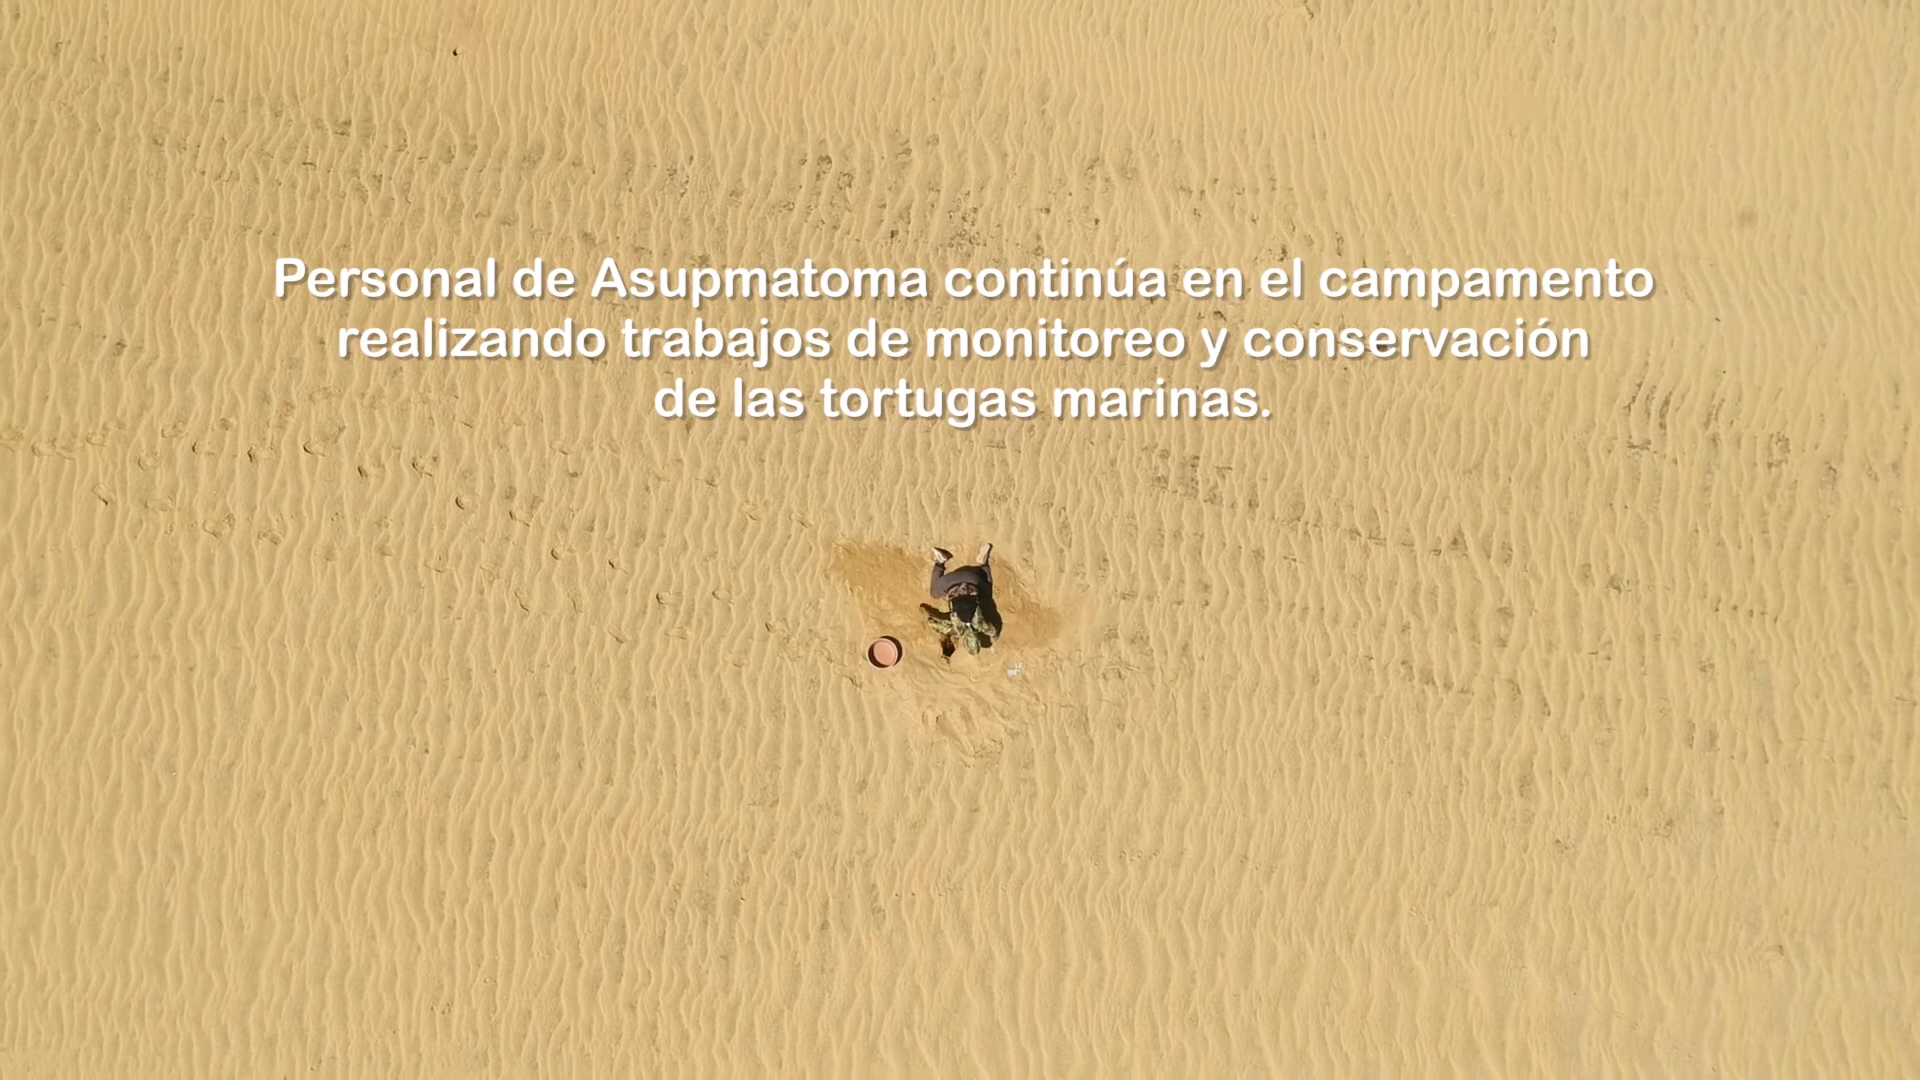 Personal de Asupmatoma continúa en el campamento
realizando trabajos de monitoreo y conservación
de las tortugas marinas.